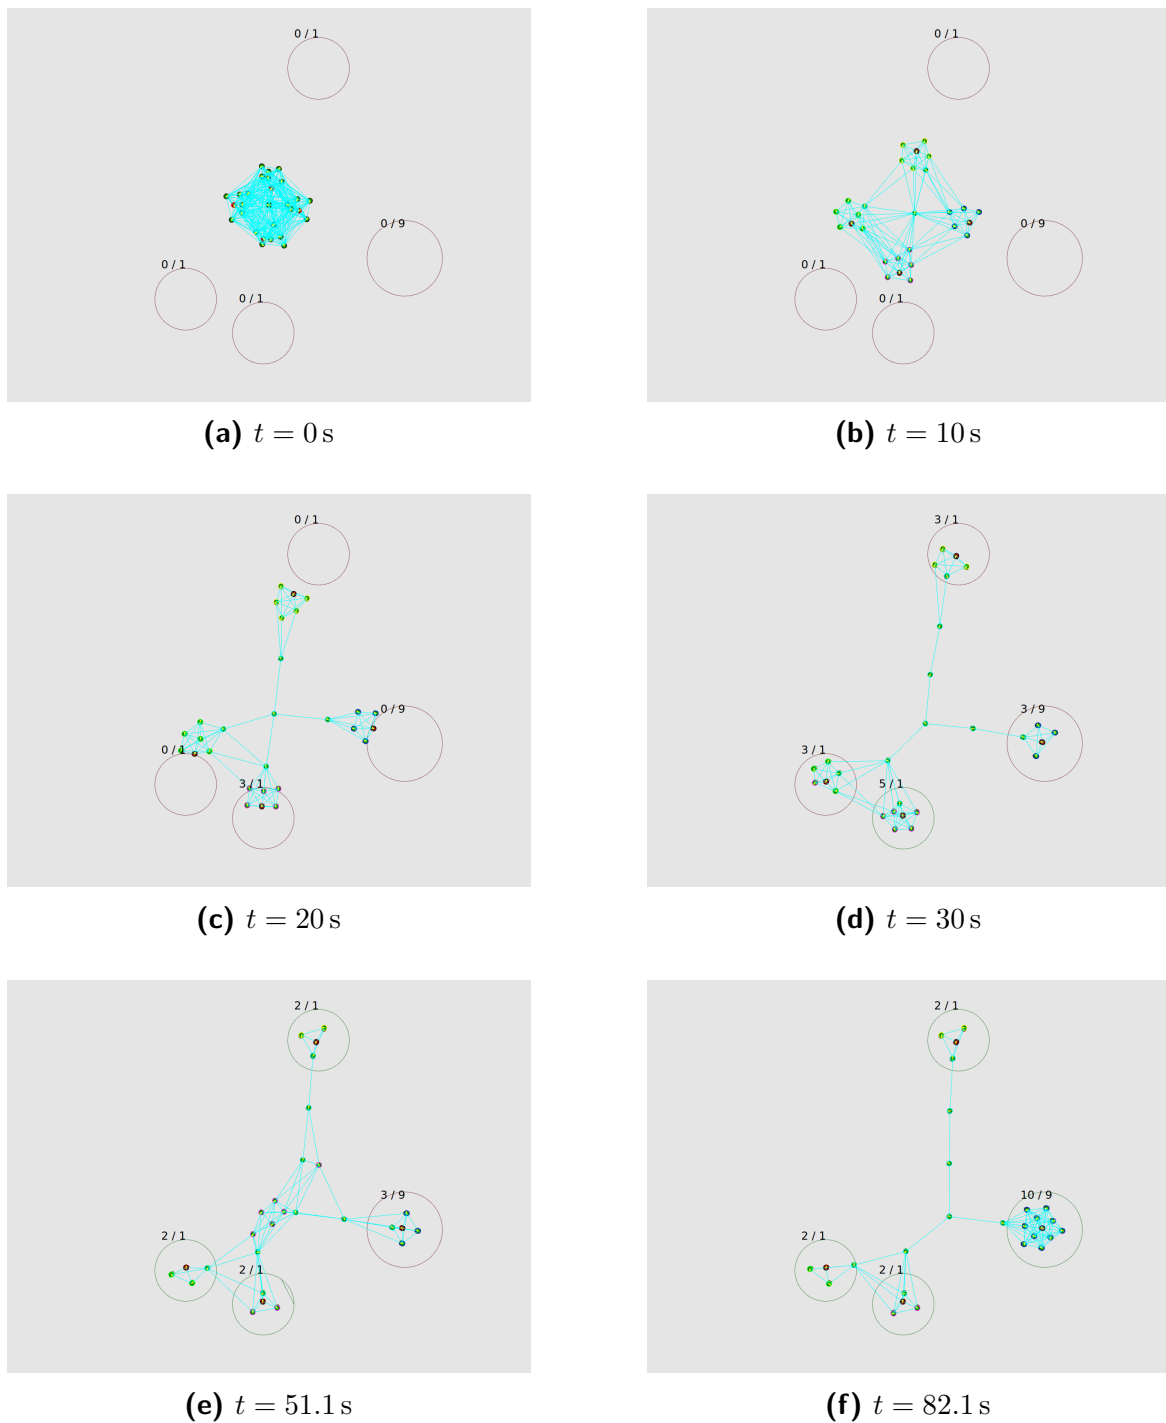 0 / 1
0 / 9
0 / 1
0 / 1
(a) t = 0 s
0 / 1
0 / 9
0 / 1
0 / 1
(b) t = 10 s
0 / 1
0 / 9
0 / 1
3 / 1
(c) t = 20 s
3 / 1
3 / 9
3 / 1
5 / 1
(d) t = 30 s
2 / 1
3 / 9
2 / 1
2 / 1
(e) t = 51.1 s
2 / 1
10 / 9
2 / 1
2 / 1
(f) t = 82.1 s